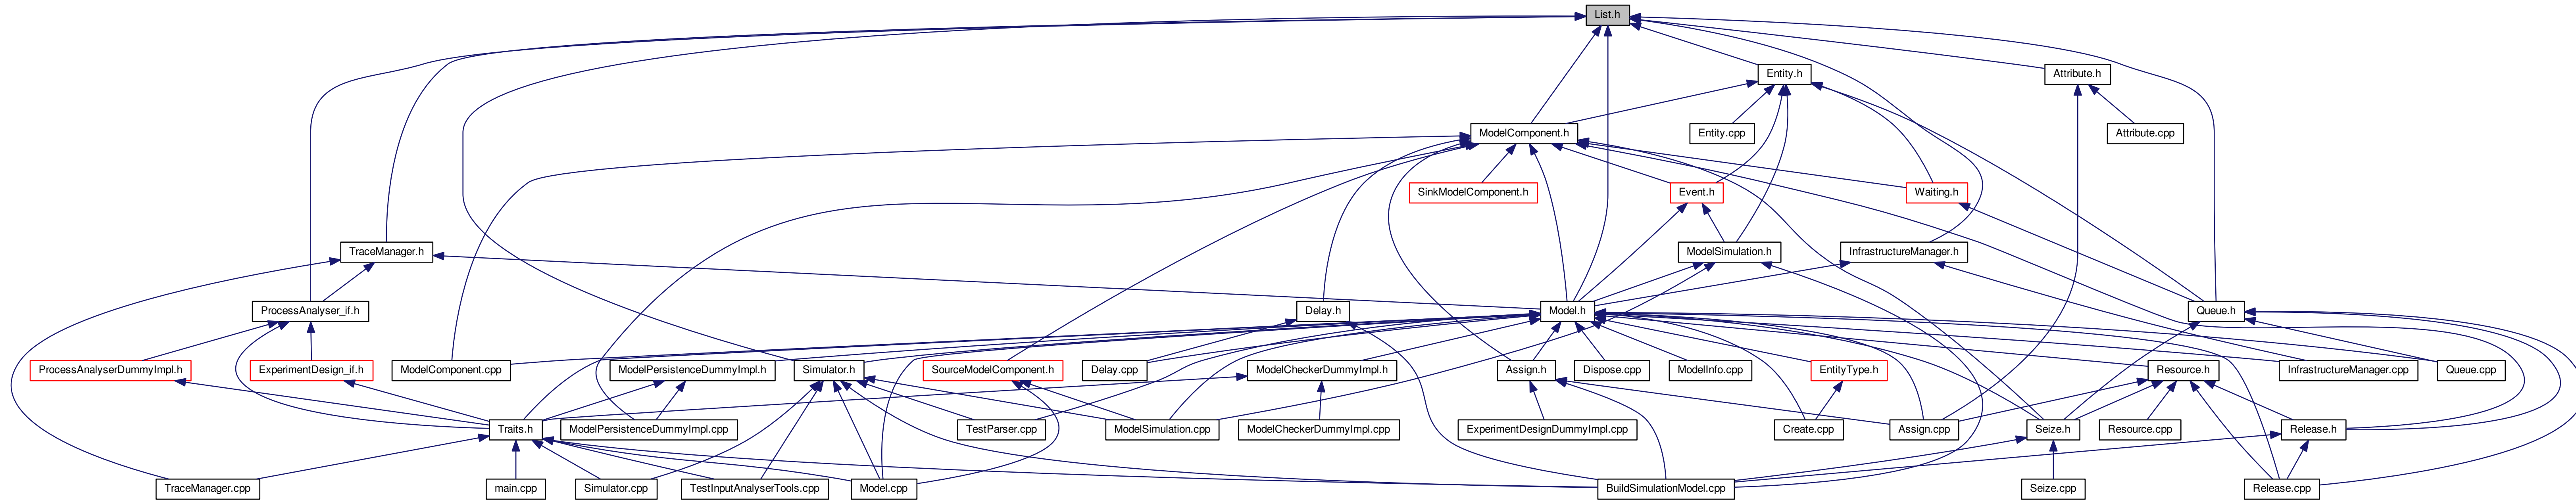 List.h
Entity.h
Attribute.h
ModelComponent.h
Entity.cpp
Attribute.cpp
SinkModelComponent.h
Event.h
Waiting.h
TraceManager.h
ModelSimulation.h
InfrastructureManager.h
ProcessAnalyser_if.h
Delay.h
Model.h
Queue.h
ProcessAnalyserDummyImpl.h
ExperimentDesign_if.h
ModelComponent.cpp
ModelPersistenceDummyImpl.h
Simulator.h
SourceModelComponent.h
Delay.cpp
ModelCheckerDummyImpl.h
Assign.h
Dispose.cpp
ModelInfo.cpp
EntityType.h
Resource.h
InfrastructureManager.cpp
Queue.cpp
Traits.h
ModelPersistenceDummyImpl.cpp
TestParser.cpp
ModelSimulation.cpp
ModelCheckerDummyImpl.cpp
ExperimentDesignDummyImpl.cpp
Create.cpp
Assign.cpp
Seize.h
Resource.cpp
Release.h
TraceManager.cpp
main.cpp
Simulator.cpp
TestInputAnalyserTools.cpp
Model.cpp
BuildSimulationModel.cpp
Seize.cpp
Release.cpp